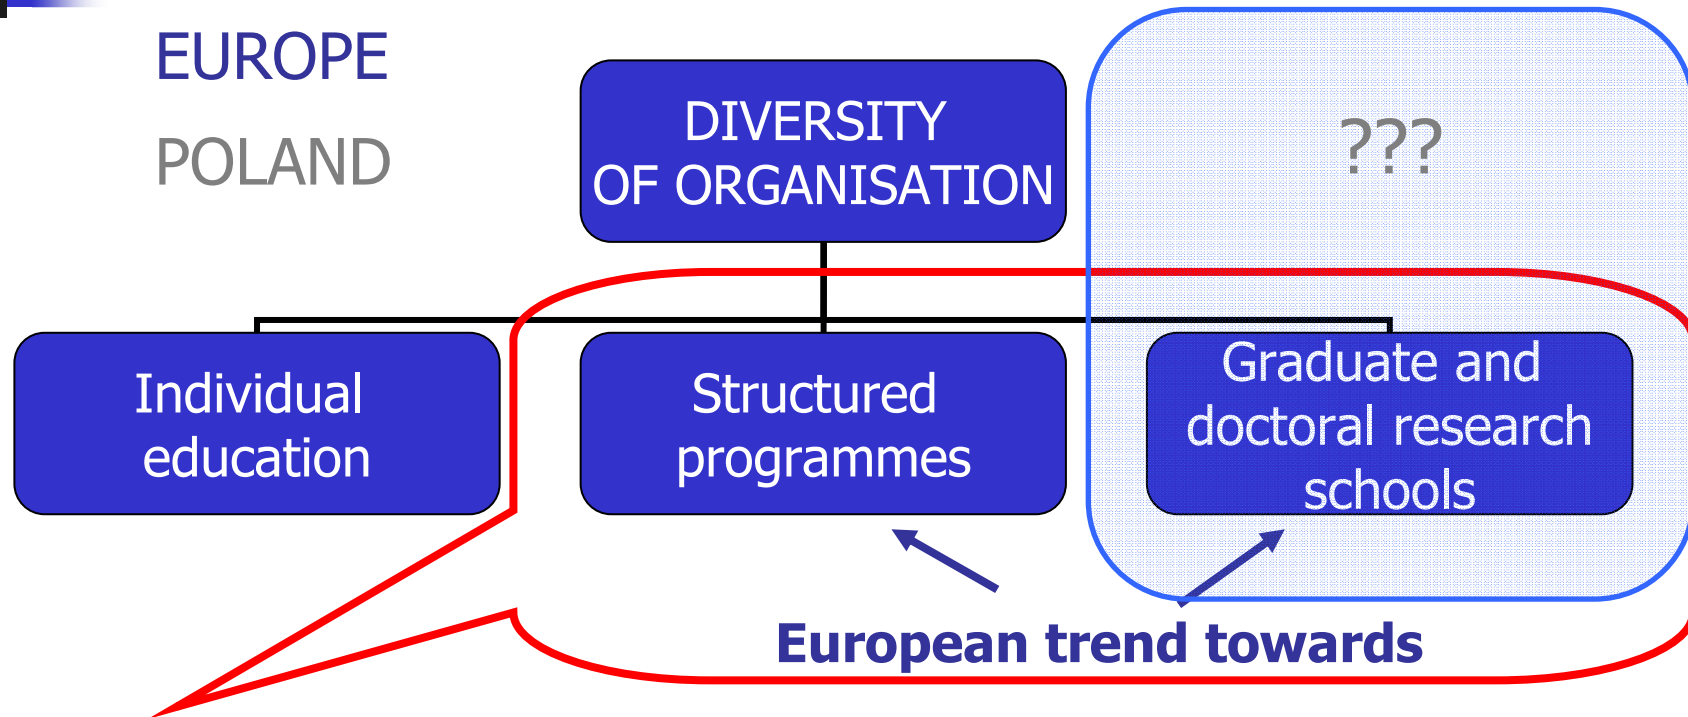 EUROPE
POLAND
DIVERSITY
OF ORGANISATION
???
Individual
education
Structured
programmes
Graduate and
doctoral research
schools
European trend towards